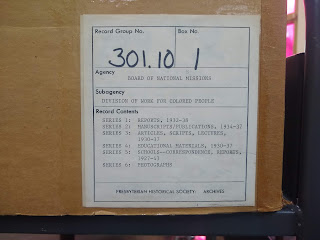 Record Group No. Box No.
301.10 1
Agency
BOARD OF NATIONAL MISSIONS
Subagency
DIVISION OF WORK FOR COLORED PEOPLE
Record Contents
SERIES 1: REPORTS, 1932-38
SERIES 2: MANUSCRIPTS/PUBLICATIONS, 1934-37
SERIES 3: ARTICLES, SCRIPTS, LECTURES,
1930-47
SERIES 4: EDUCATIONAL MATERIALS, 1930-37
SERIES 5: SCHOOLS--CORRESPONDENCE, REPORTS,
1927-43
SERIES 6: PHOTOGRAPHS
PRESBYTERIAN HISTORICAL SOCIETY: ARCHIVES